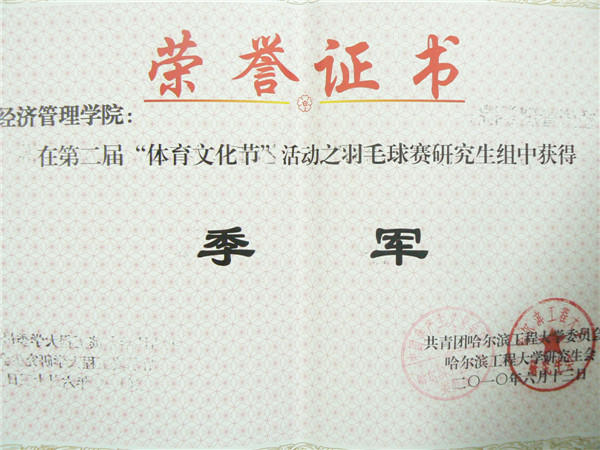 荣誉证书
经济管理学院：
在第二届“体育文化节”活动之羽毛球赛研究生组中获得
季 军
共青团哈尔滨工程大学委员会
哈尔滨工程大学研究生会
二〇一〇年六月十三日